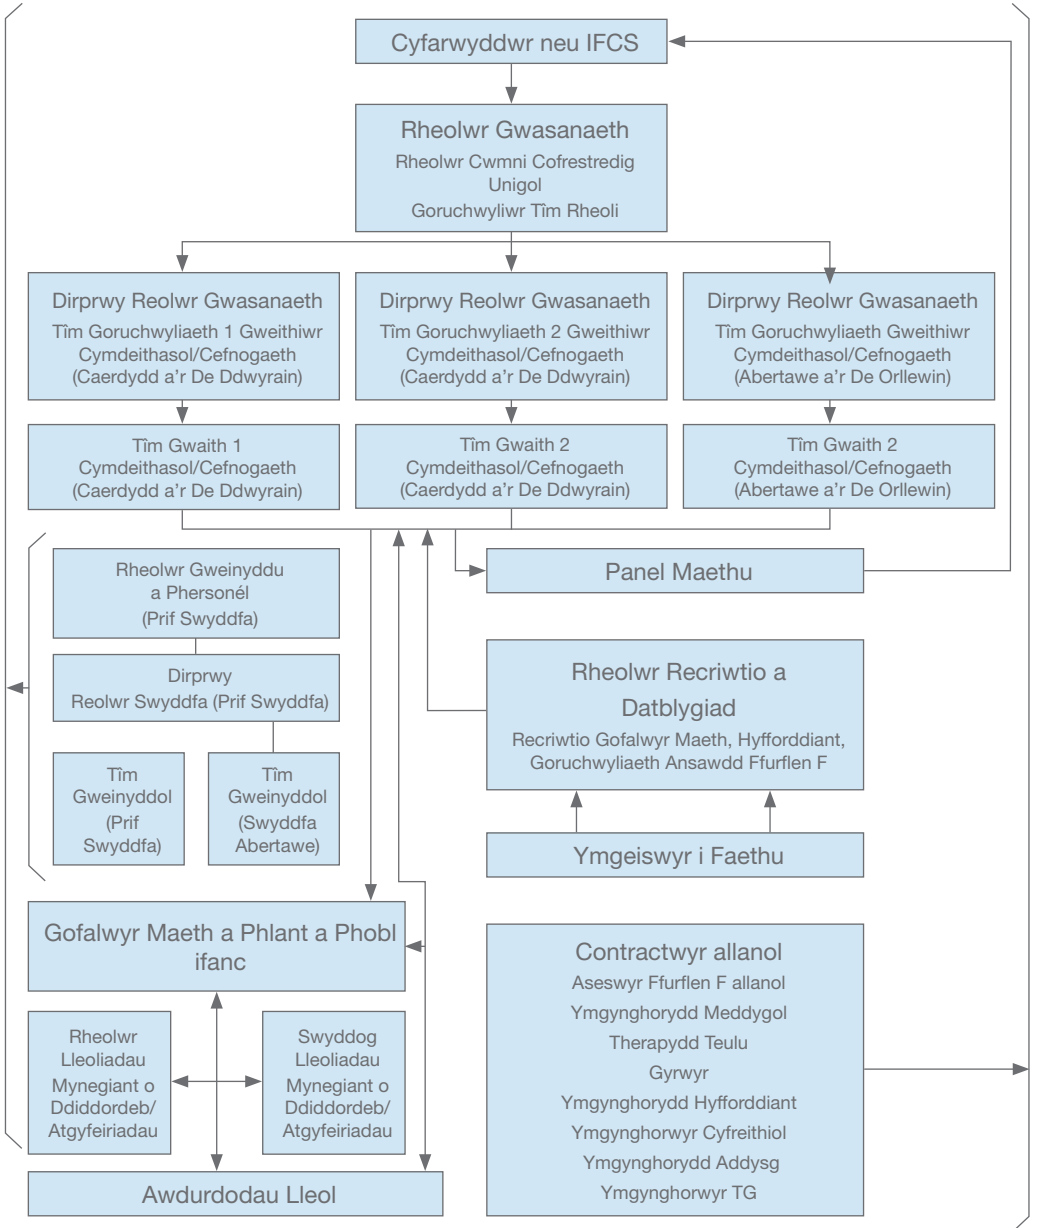 Cyfarwyddwr neu IFCS
Rheolwr Gwasanaeth
Rheolwr Cwmni Cofrestredig
Unigol
Goruchwyliwr Tîm Rheoli
Dirprwy Reolwr Gwasanaeth
Tîm Goruchwyliaeth 1 Gweithiwr
Cymdeithasol/Cefnogaeth
(Caerdydd a'r De Ddwyrain)
Dirprwy Reolwr Gwasanaeth
Tîm Goruchwyliaeth 2 Gweithiwr
Cymdeithasol/Cefnogaeth
(Caerdydd a'r De Ddwyrain)
Dirprwy Reolwr Gwasanaeth
Tîm Goruchwyliaeth Gweithiwr
Cymdeithasol/Cefnogaeth
(Abertawe a'r De Orllewin)
Tîm Gwaith 1
Cymdeithasol/Cefnogaeth
(Caerdydd a'r De Ddwyrain)
Tîm Gwaith 2
Cymdeithasol/Cefnogaeth
(Caerdydd a'r De Ddwyrain)
Tîm Gwaith 2
Cymdeithasol/Cefnogaeth
(Abertawe a'r De Orllewin)
Rheolwr Gweinyddu
a Phersonél
(Prif Swyddfa)
Panel Maethu
Dirprwy
Reolwr Swyddfa (Prif Swyddfa)
Rheolwr Recriwtio a
Datblygiad
Recriwtio Gofalwyr Maeth, Hyfforddiant,
Goruchwyliaeth Ansawdd Ffurflen F
Tîm
Gweinyddol
(Prif
Swyddfa)
Tîm
Gweinyddol
(Swyddfa
Abertawe)
Ymgeiswyr i Faethu
Gofalwyr Maeth a Phlant a Phobl
ifanc
Contractwyr allanol
Aseswyr Ffurflen F allanol
Ymgynghorydd Meddygol
Therapydd Teulu
Gyrwyr
Ymgynghorydd Hyfforddiant
Ymgynghorwyr Cyfreithiol
Ymgynghorydd Addysg
Ymgynghorwyr TG
Rheolwr
Lleoliadau
Mynegiant o
Ddiddordeb/
Atgyfeiriadau
Swyddog
Lleoliadau
Mynegiant o
Ddiddordeb/
Atgyfeiriadau
Awdurdodau Lleol